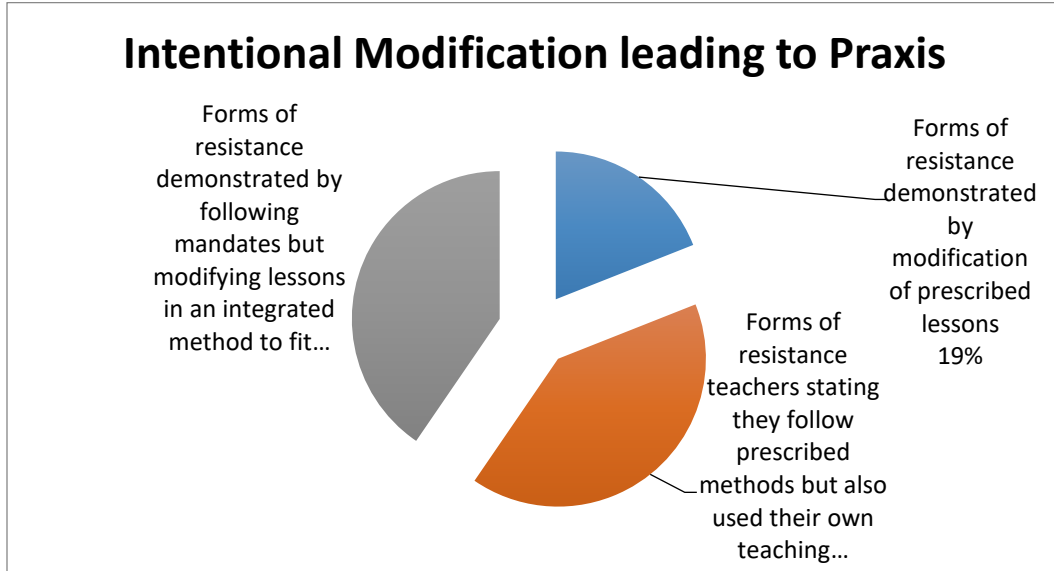 Intentional Modification leading to Praxis
Forms of
resistance
demonstrated by
following
mandates but
modifying lessons
in an integrated
method to fit…
Forms of
resistance
demonstrated
by
modification
of prescribed
lessons
19%
Forms of
resistance
teachers stating
they follow
prescribed
methods but also
used their own
teaching…